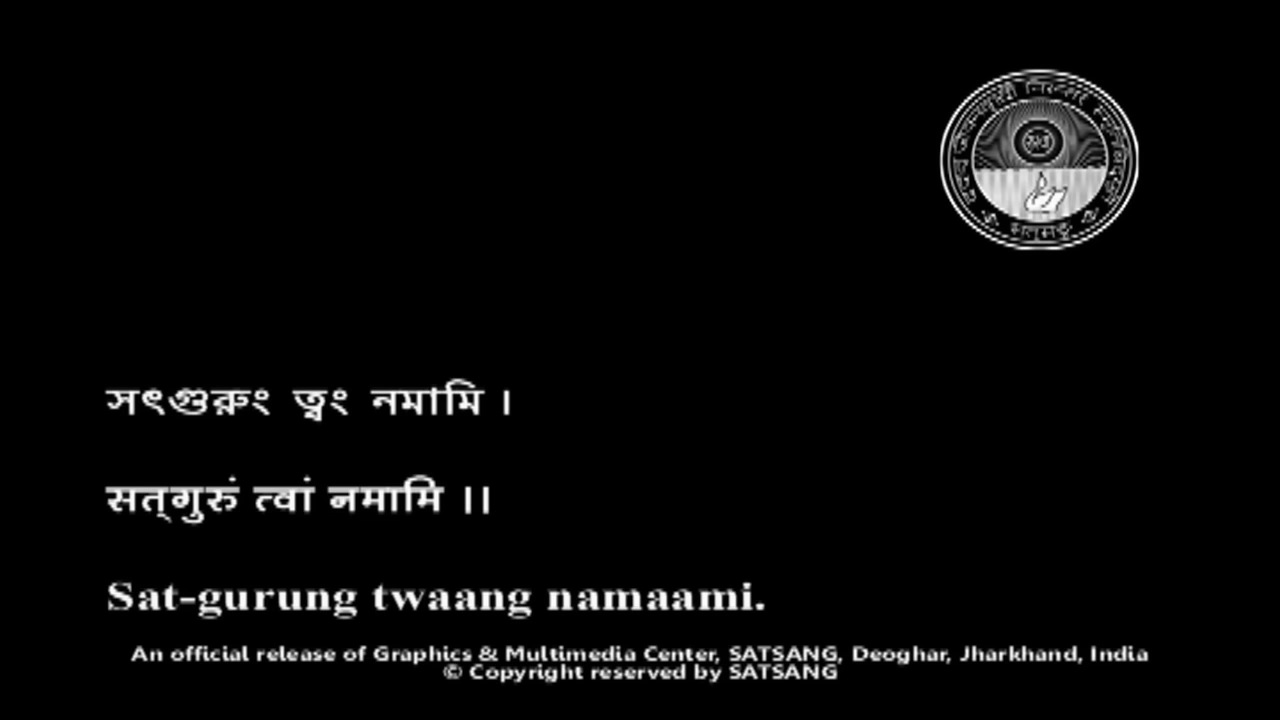 সৎগুরুং ত্বং নমামি ।
सत्‌गुरुं त्वां नमामि ।।
Sat-gurung twaang namaami.
An official release of Graphics & Multimedia Center, SATSANG, Deoghar, Jharkhand, India
© Copyright reserved by SATSANG